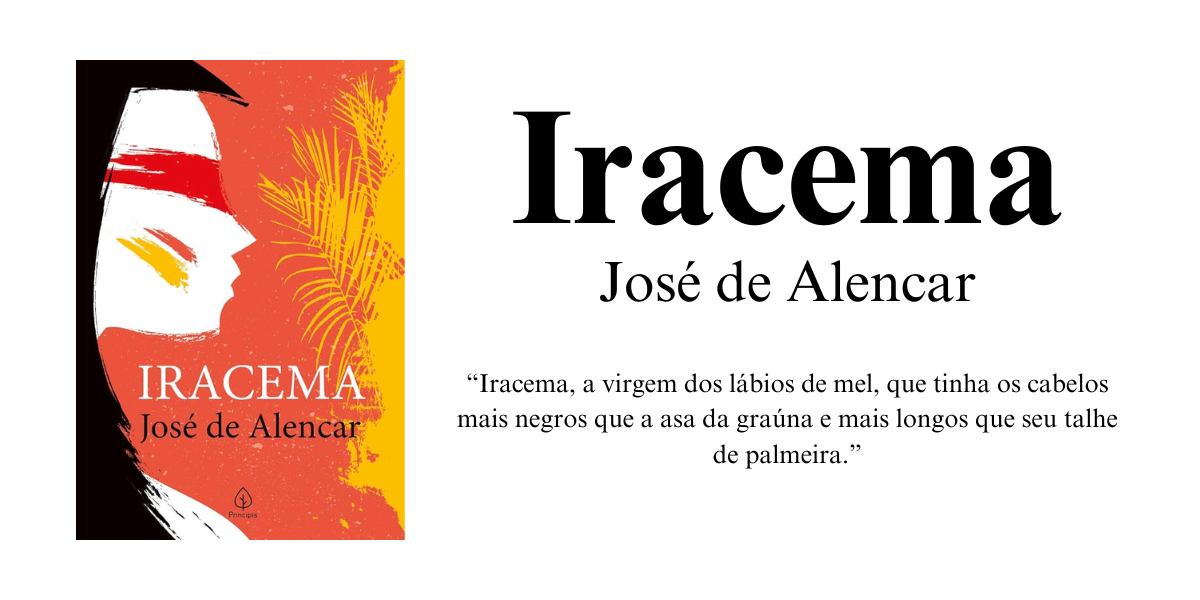 IRACEMA
José de Alencar
Principis
Iracema
José de Alencar
“Iracema, a virgem dos lábios de mel, que tinha os cabelos
mais negros que a asa da graúna e mais longos que seu talhe
de palmeira.”